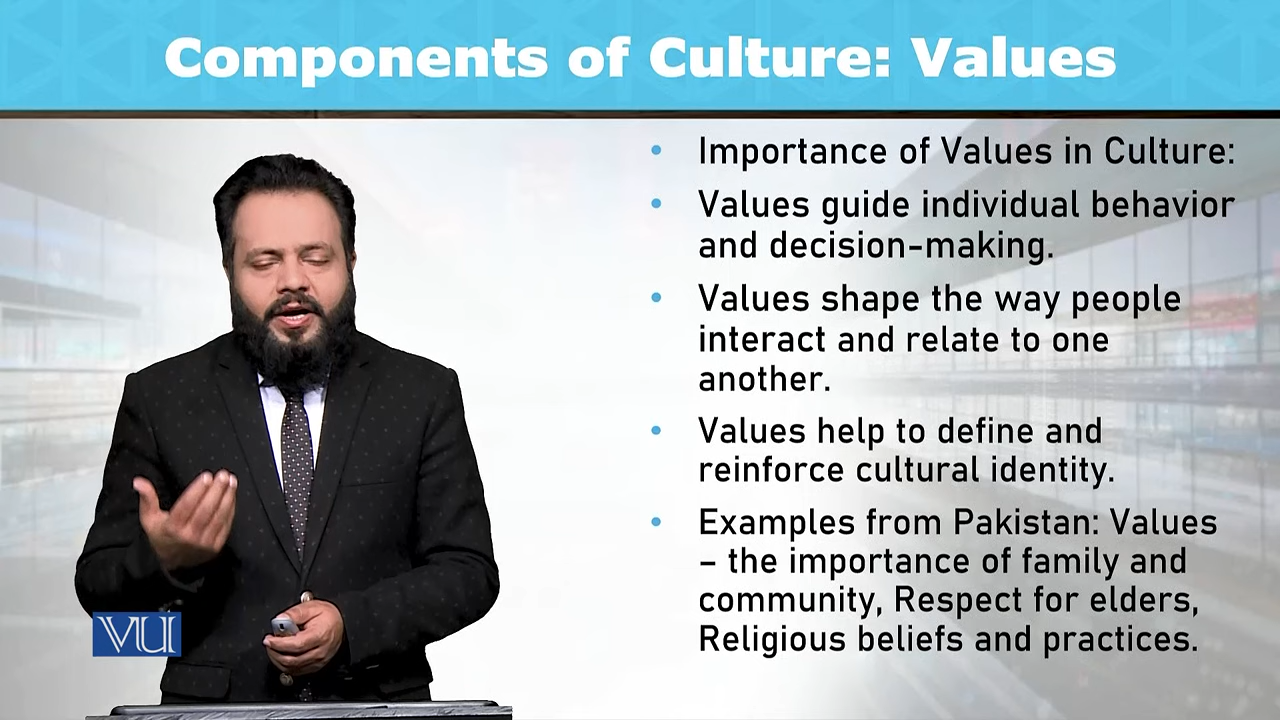 Components of Culture: Values
• Importance of Values in Culture:
• Values guide individual behavior
and decision-making.
• Values shape the way people
interact and relate to one
another.
• Values help to define and
reinforce cultural identity.
• Examples from Pakistan: Values
– the importance of family and
community, Respect for elders,
Religious beliefs and practices.
VU